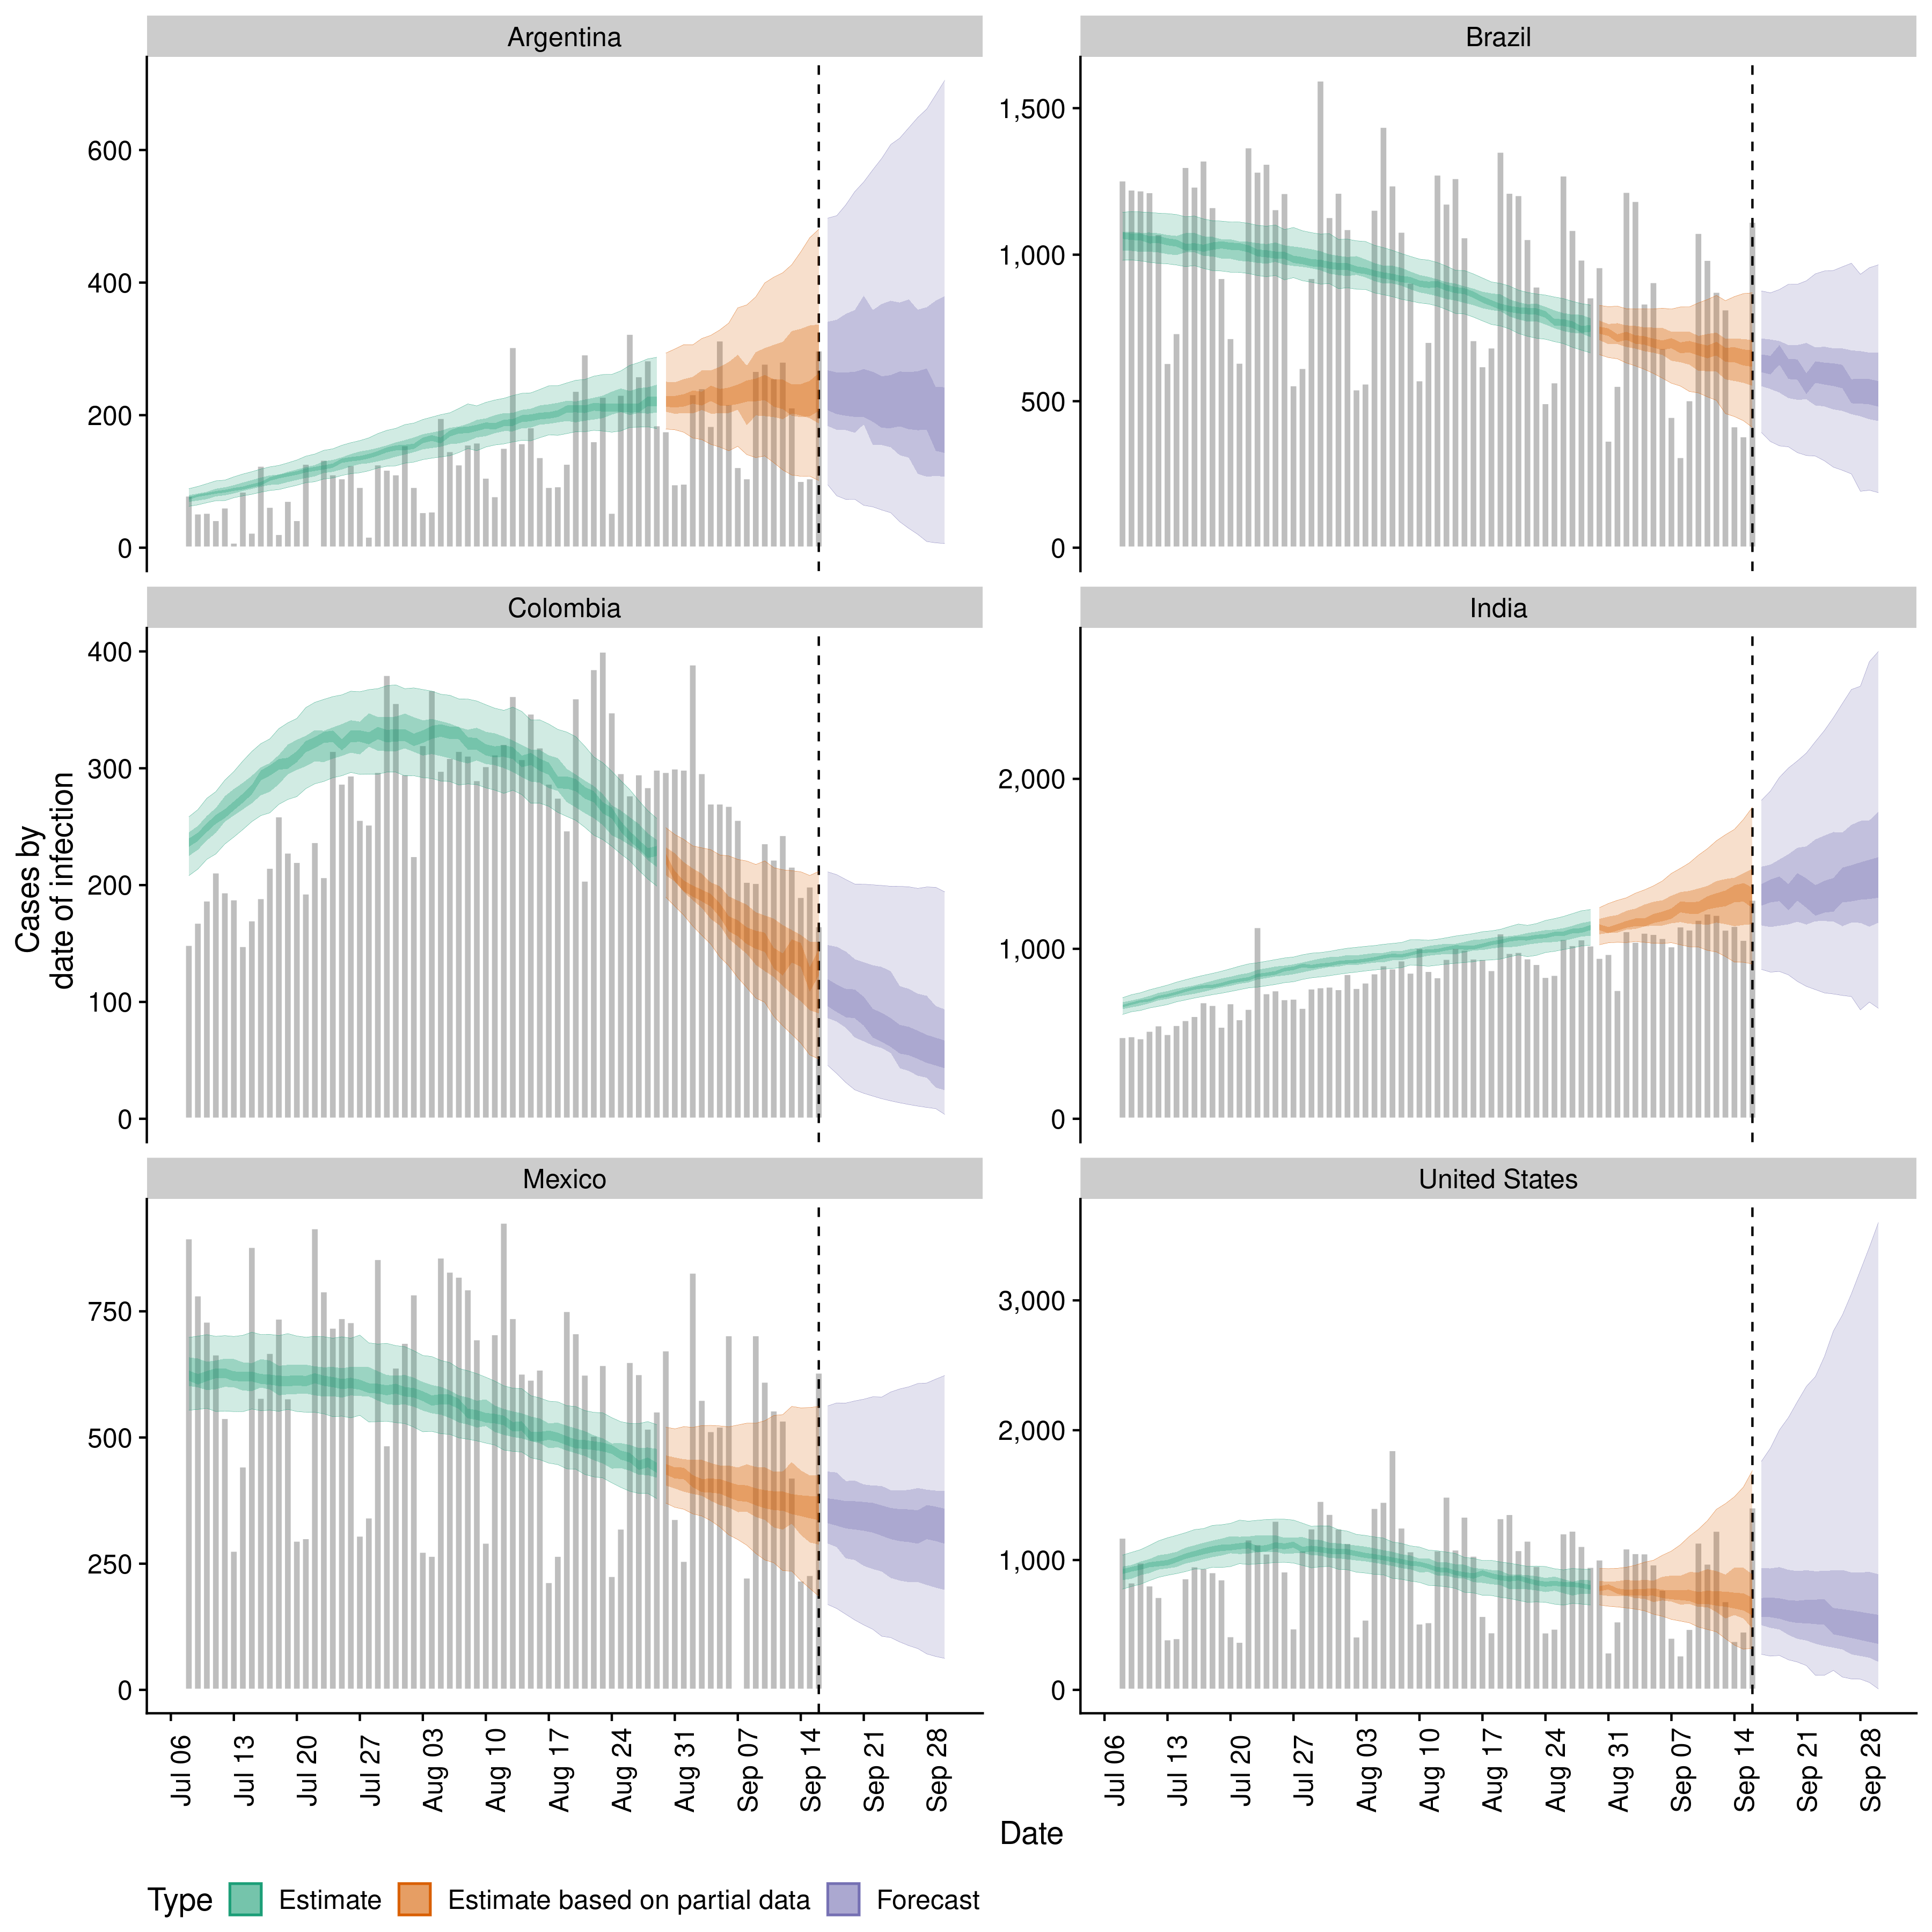 Argentina
Brazil
600
400
200
0
1,500
1,000
500
0
Colombia
India
400
300
200
100
0
2,000
1,000
0
Cases by
date of infection
Mexico
United States
750
500
250
0
3,000
2,000
1,000
0
Jul 06 Jul 13 Jul 20 Jul 27 Aug 03 Aug 10 Aug 17 Aug 24 Aug 31 Sep 07 Sep 14 Sep 21 Sep 28
Jul 06 Jul 13 Jul 20 Jul 27 Aug 03 Aug 10 Aug 17 Aug 24 Aug 31 Sep 07 Sep 14 Sep 21 Sep 28
Date
Type Estimate Estimate based on partial data Forecast